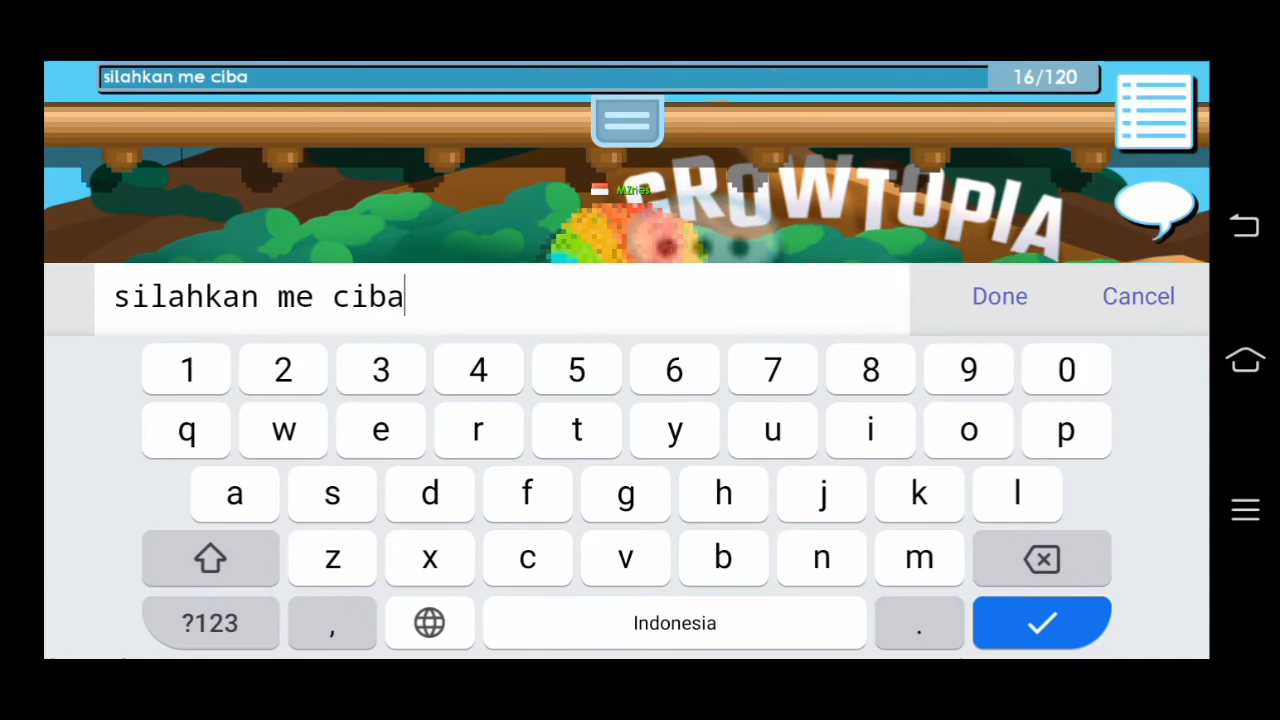 silahkan me ciba 16/120
MZries
GROWTOPIA
silahkan me ciba Done Cancel
1 2 3 4 5 6 7 8 9 0
q w e r t y u i o p
a s d f g h j k l
z x c v b n m
?123 , Indonesia .